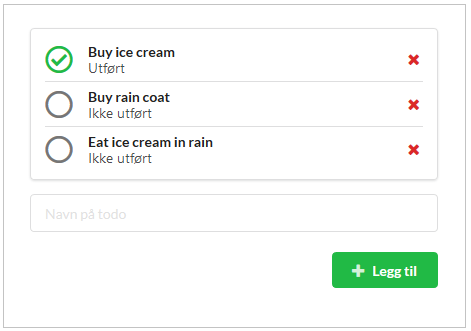 Buy ice cream
Utført
Buy rain coat
Ikke utført
Eat ice cream in rain
Ikke utført
Navn på todo
Legg til